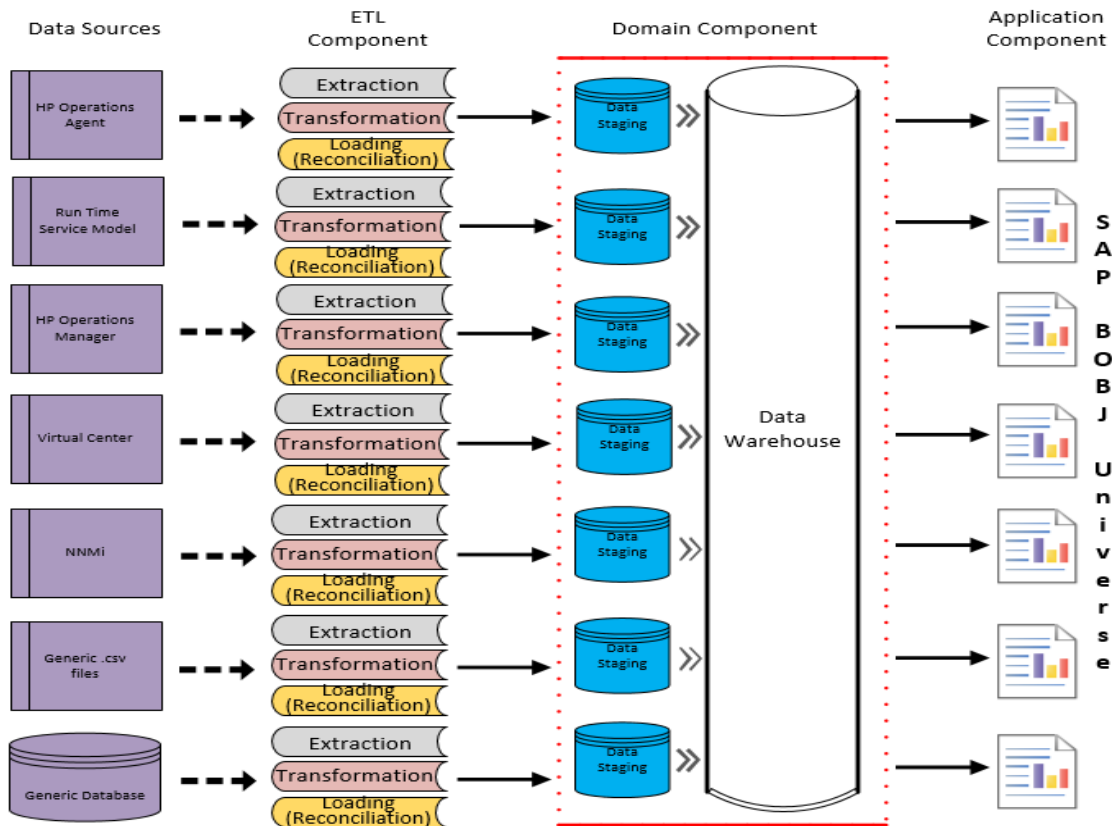 Data Sources
ETL
Component
Domain Component
Application
Component
HP Operations
Agent
Extraction
Transformation
Loading
(Reconciliation)
Data
Staging
Run Time
Service Model
Extraction
Transformation
Loading
(Reconciliation)
Data
Staging
HP Operations
Manager
Extraction
Transformation
Loading
(Reconciliation)
Data
Staging
Virtual Center
Extraction
Transformation
Loading
(Reconciliation)
Data
Staging
NNMi
Extraction
Transformation
Loading
(Reconciliation)
Data
Staging
Generic .csv
files
Extraction
Transformation
Loading
(Reconciliation)
Data
Staging
Generic Database
Extraction
Transformation
Loading
(Reconciliation)
Data
Staging
Data
Warehouse
SAP BOBJ Universe